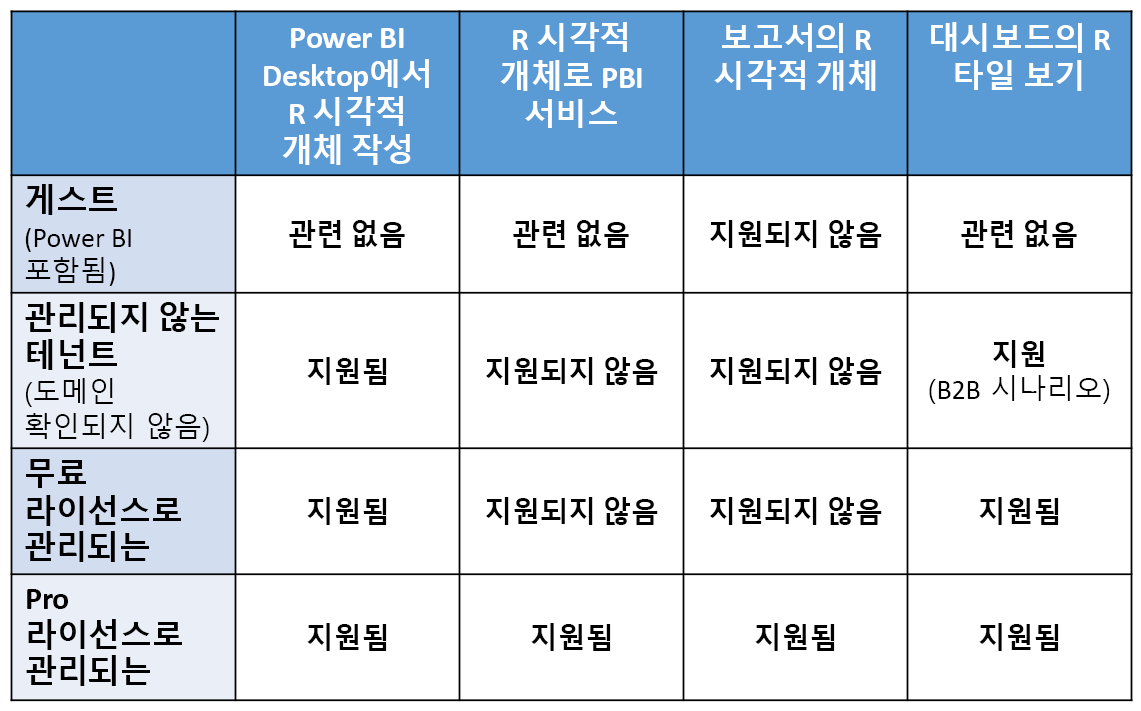 Power BI
Desktop에서
R 시각적
개체 작성
R 시각적
개체로 PBI
서비스
보고서의 R
시각적 개체
대시보드의 R
타일 보기
게스트
(Power BI
포함됨)
관련 없음
관련 없음
지원되지 않음
관련 없음
관리되지 않는
테넌트
(도메인
확인되지 않음)
지원됨
지원되지 않음
지원되지 않음
지원
(B2B 시나리오)
무료
라이선스로
관리되는
지원됨
지원되지 않음
지원되지 않음
지원됨
Pro
라이선스로
관리되는
지원됨
지원됨
지원됨
지원됨